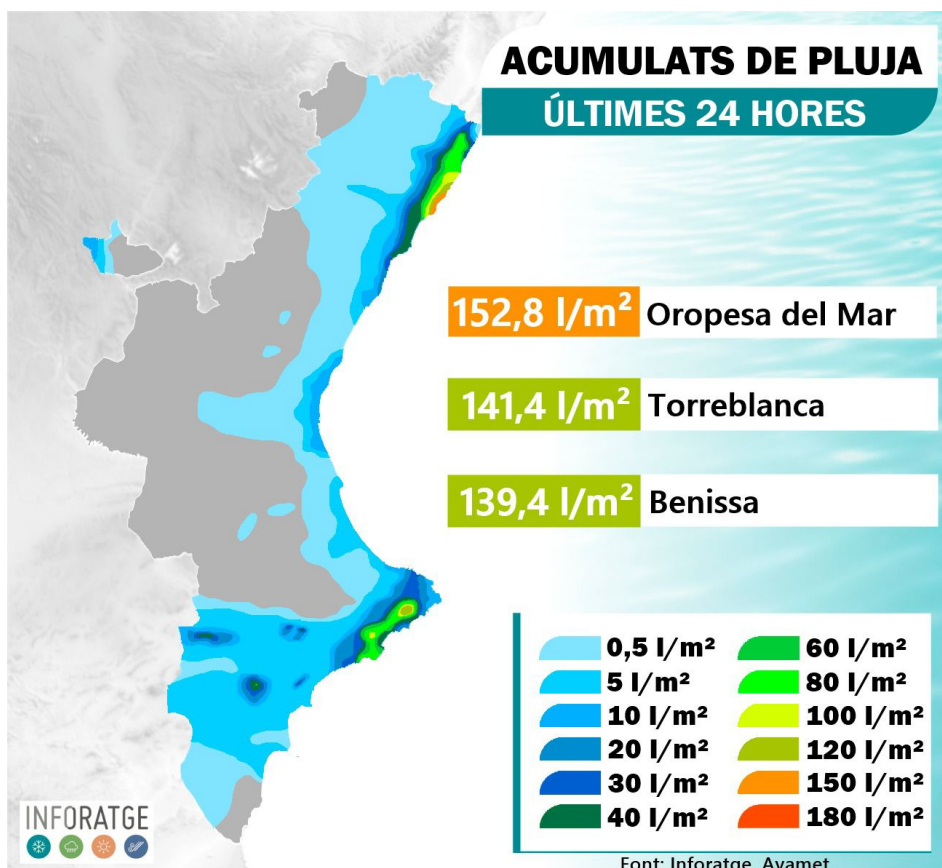 ACUMULATS DE PLUJA
ÚLTIMES 24 HORES
152,8 l/m² Oropesa del Mar
141,4 l/m² Torreblanca
139,4 l/m² Benissa
0,5 l/m² 60 l/m²
5 l/m² 80 l/m²
10 l/m² 100 l/m²
20 l/m² 120 l/m²
30 l/m² 150 l/m²
40 l/m² 180 l/m²
INFORATGE
Font: Inforatge, Avamet